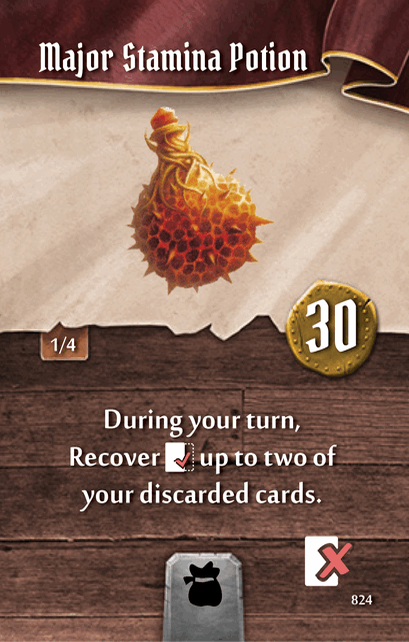 Major Stamina Potion
30
1/4
During your turn,
Recover up to two of
your discarded cards.
824